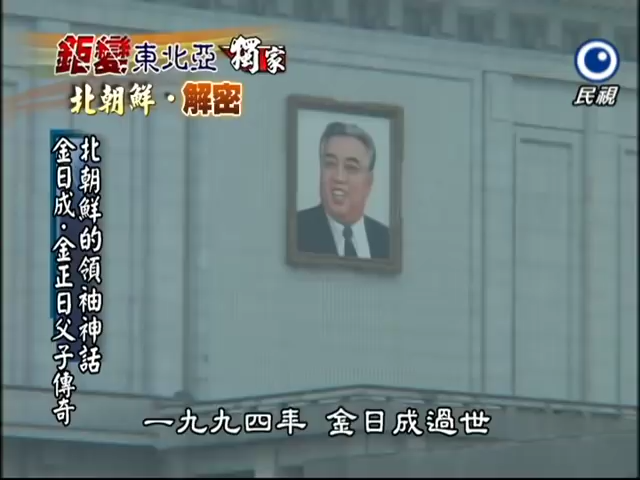 鉅變東北亞 獨家
北朝鮮·解密
民視
北朝鮮的領袖神話
金日成·金正日父子傳奇
一九九四年 金日成過世